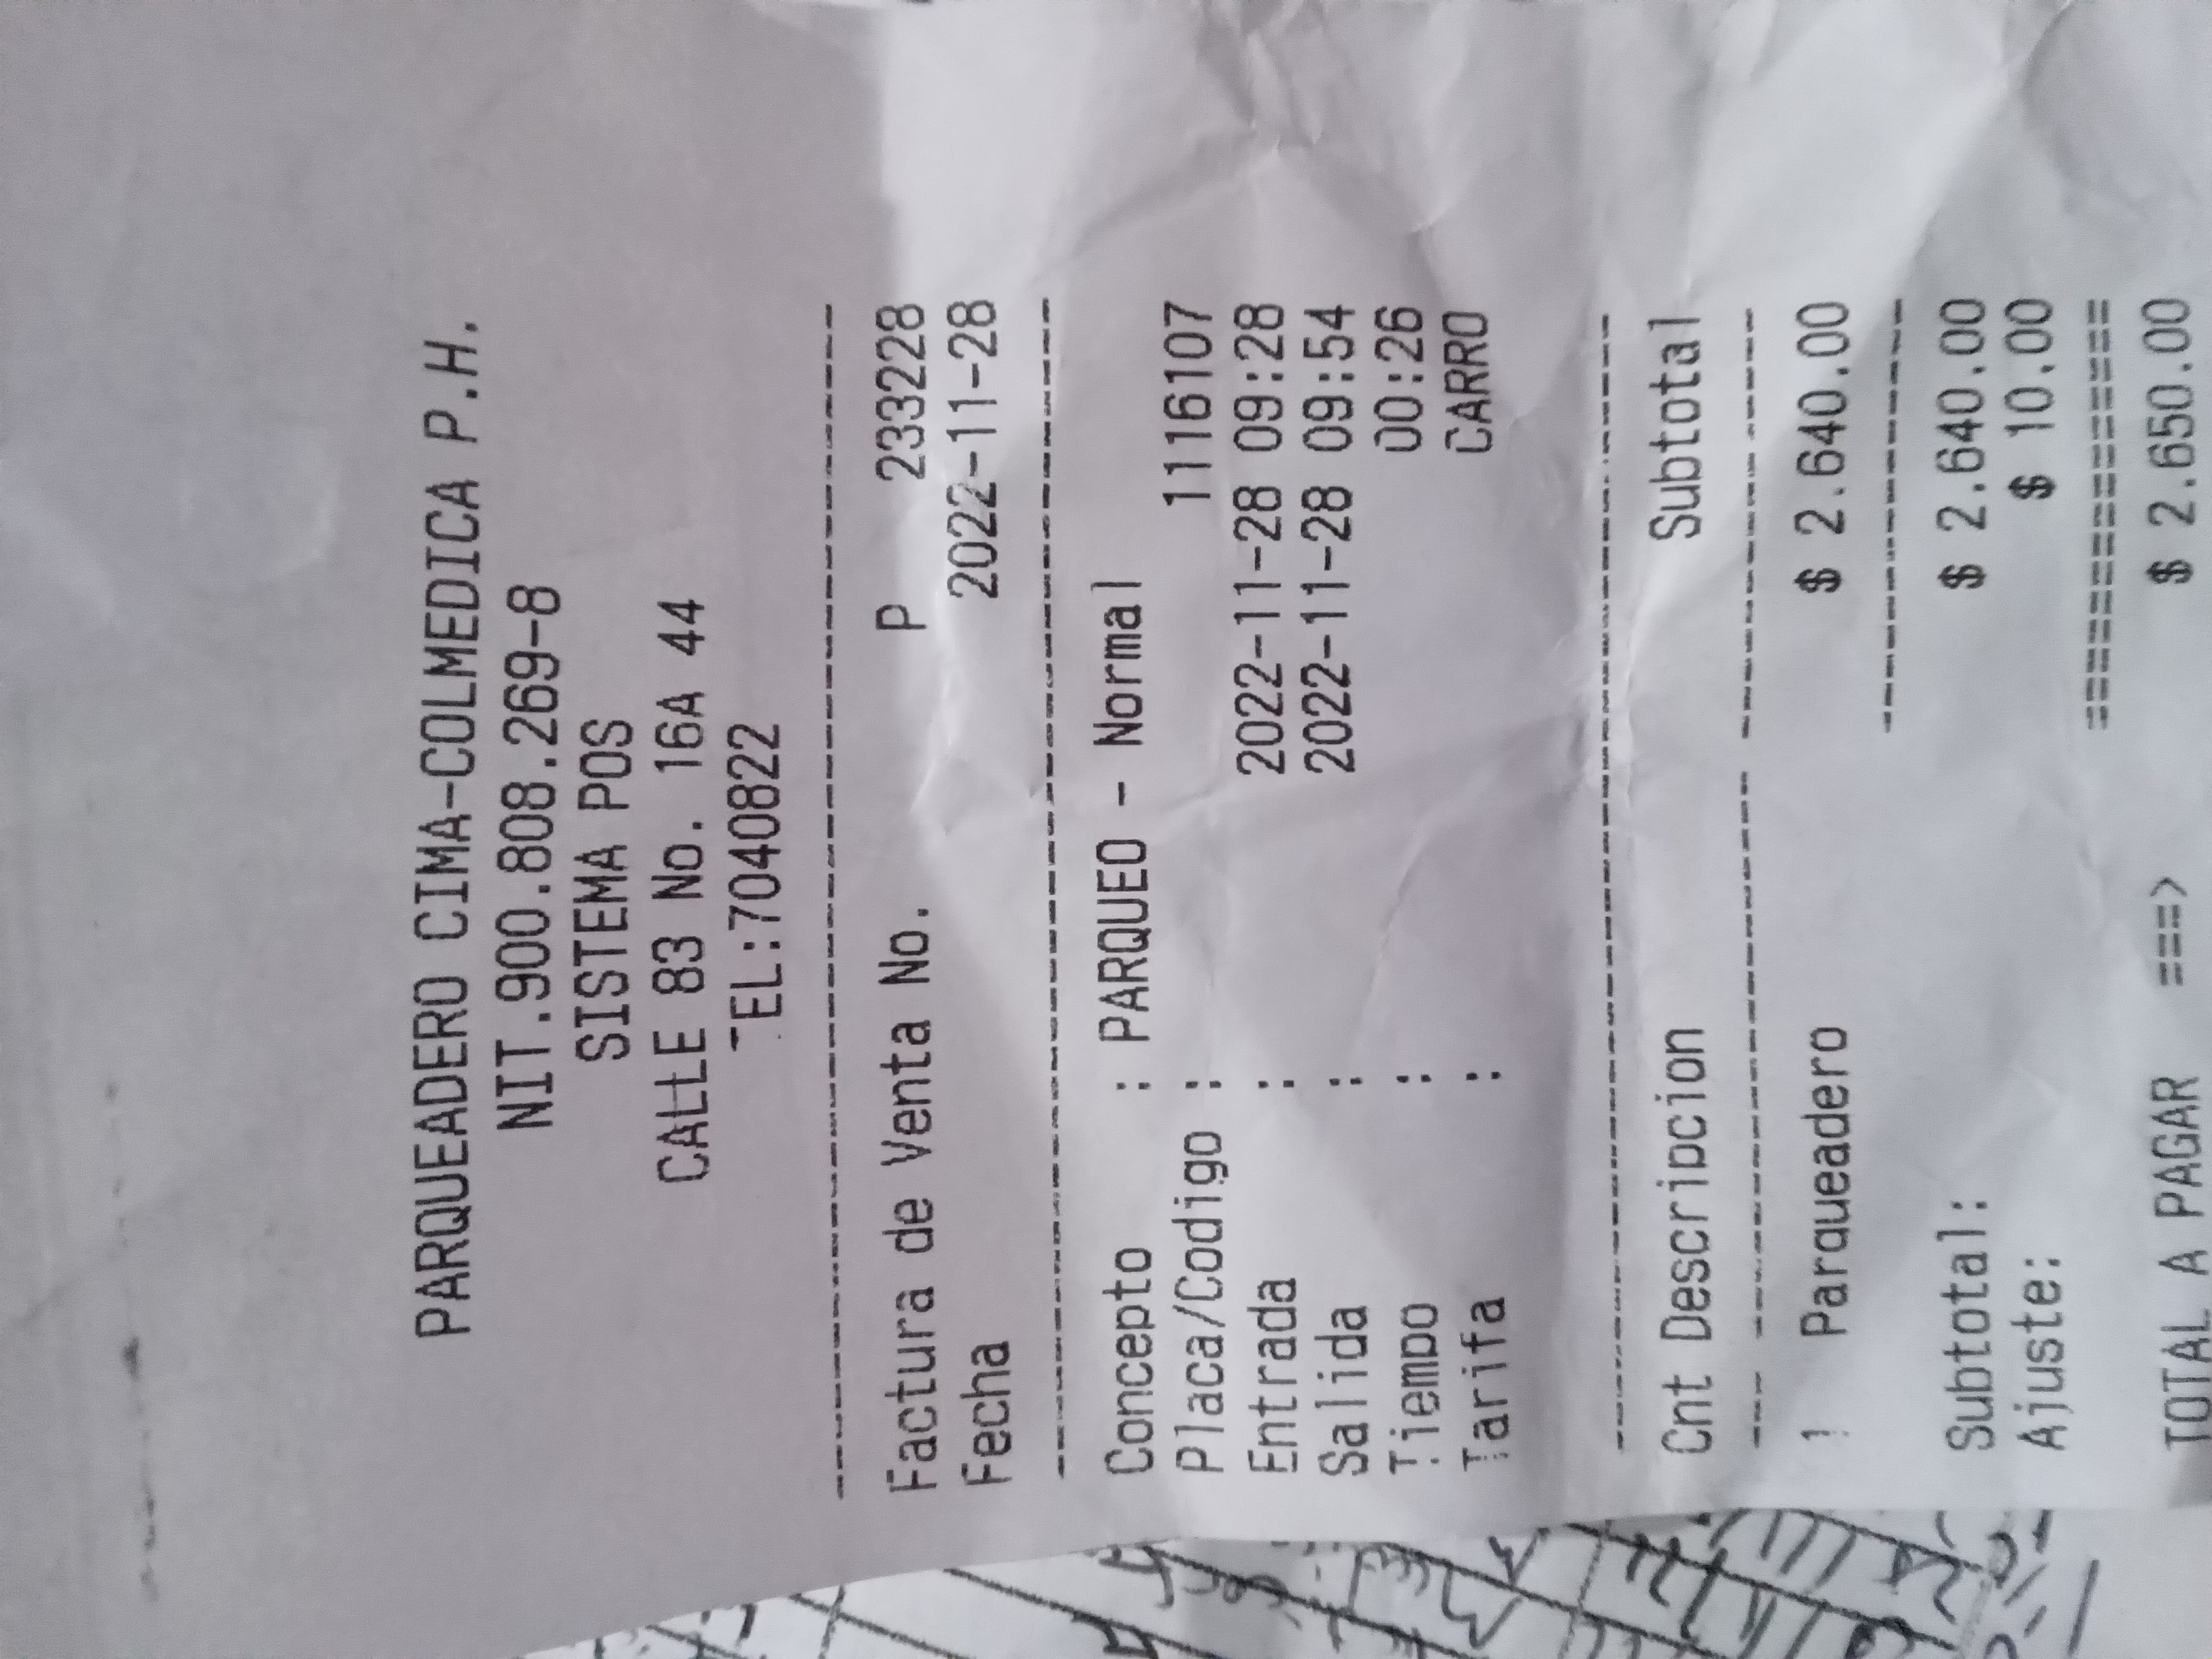 PARQUEADERO CIMA-COLMEDICA P.H.
NIT.900.808.269-8
SISTEMA POS
CALLE 83 No. 16A 44
TEL:7040822
Factura de Venta No. P 233228
Fecha 2022-11-28
Concepto : PARQUEO - Normal
Placa/Codigo : 1116107
Entrada : 2022-11-28 09:28
Salida : 2022-11-28 09:54
Tiempo : 00:26
Tarifa : CARRO
Cnt Descripcion Subtotal
1 Parqueadero $ 2.640.00
Subtotal: $ 2.640.00
Ajuste: $ 10.00
TOTAL A PAGAR ===> $ 2.650.00